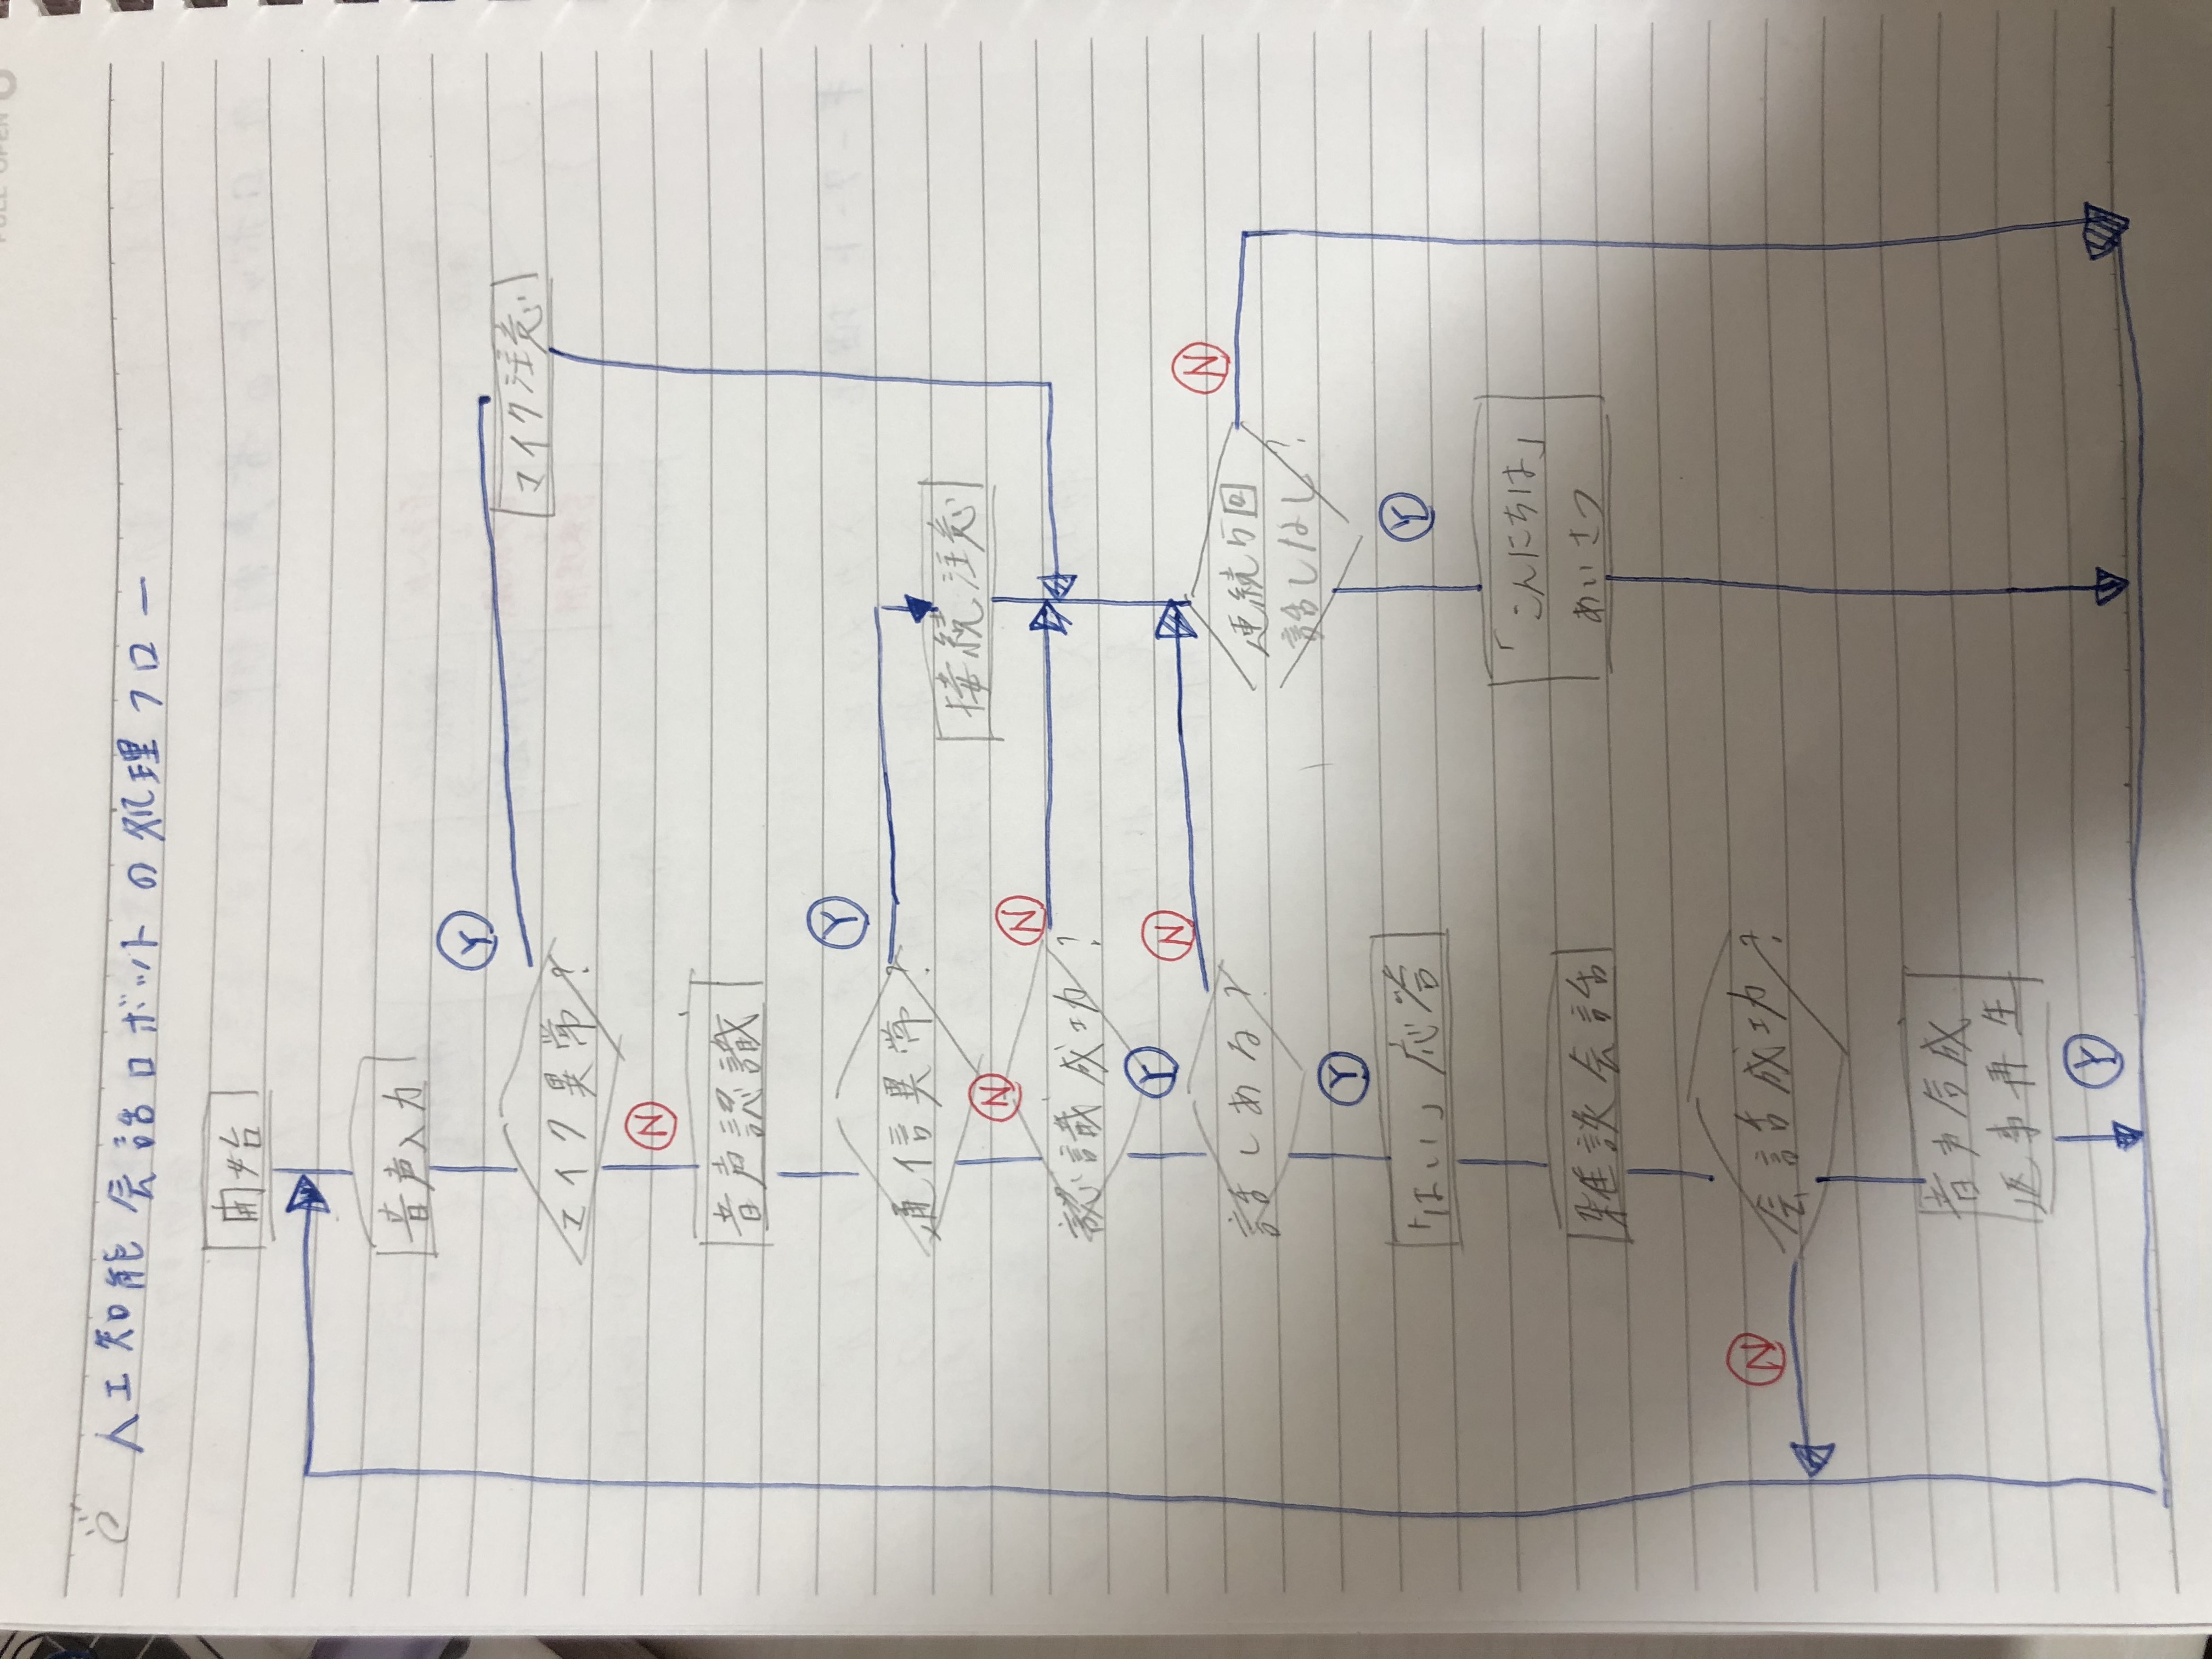 FULL OPEN
人工知能会話ロボットの処理フロー
開始
音声入力
Y
マイク異常?
マイク注意
N
音声認識
Y
通信異常?
接続注意
N
N
認識成功?
Y
N
話しある?
連続5回
話しなし?
N
Y
Y
「はい」応答
「こんにちは」
あいさつ
雑談会話
N
会話成功?
音声合成
返事再生
Y